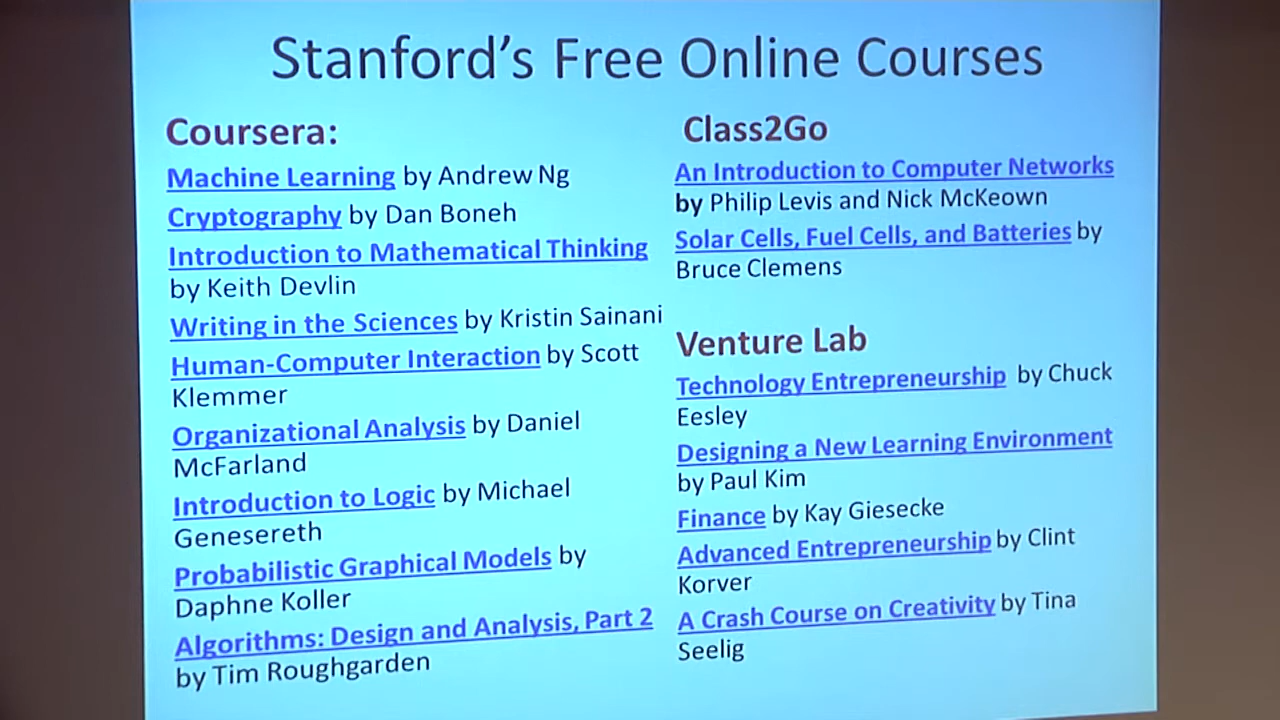 Stanford's Free Online Courses
Coursera:
Machine Learning by Andrew Ng
Cryptography by Dan Boneh
Introduction to Mathematical Thinking
by Keith Devlin
Writing in the Sciences by Kristin Sainani
Human-Computer Interaction by Scott
Klemmer
Organizational Analysis by Daniel
McFarland
Introduction to Logic by Michael
Genesereth
Probabilistic Graphical Models by
Daphne Koller
Algorithms: Design and Analysis, Part 2
by Tim Roughgarden
Class2Go
An Introduction to Computer Networks
by Philip Levis and Nick McKeown
Solar Cells, Fuel Cells, and Batteries by
Bruce Clemens
Venture Lab
Technology Entrepreneurship by Chuck
Eesley
Designing a New Learning Environment
by Paul Kim
Finance by Kay Giesecke
Advanced Entrepreneurship by Clint
Korver
A Crash Course on Creativity by Tina
Seelig